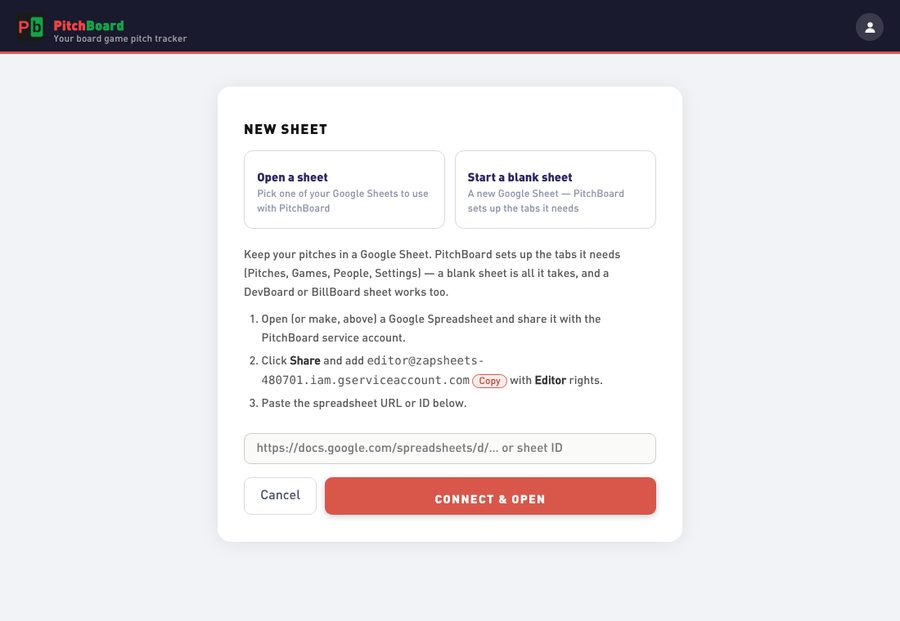 Pb PitchBoard
Your board game pitch tracker
NEW SHEET
Open a sheet
Pick one of your Google Sheets to use
with PitchBoard
Start a blank sheet
A new Google Sheet — PitchBoard
sets up the tabs it needs
Keep your pitches in a Google Sheet. PitchBoard sets up the tabs it needs
(Pitches, Games, People, Settings) — a blank sheet is all it takes, and a
DevBoard or BillBoard sheet works too.
1. Open (or make, above) a Google Spreadsheet and share it with the
PitchBoard service account.
2. Click Share and add editor@zapsheets-
480701.iam.gserviceaccount.com Copy with Editor rights.
3. Paste the spreadsheet URL or ID below.
https://docs.google.com/spreadsheets/d/... or sheet ID
Cancel
CONNECT & OPEN